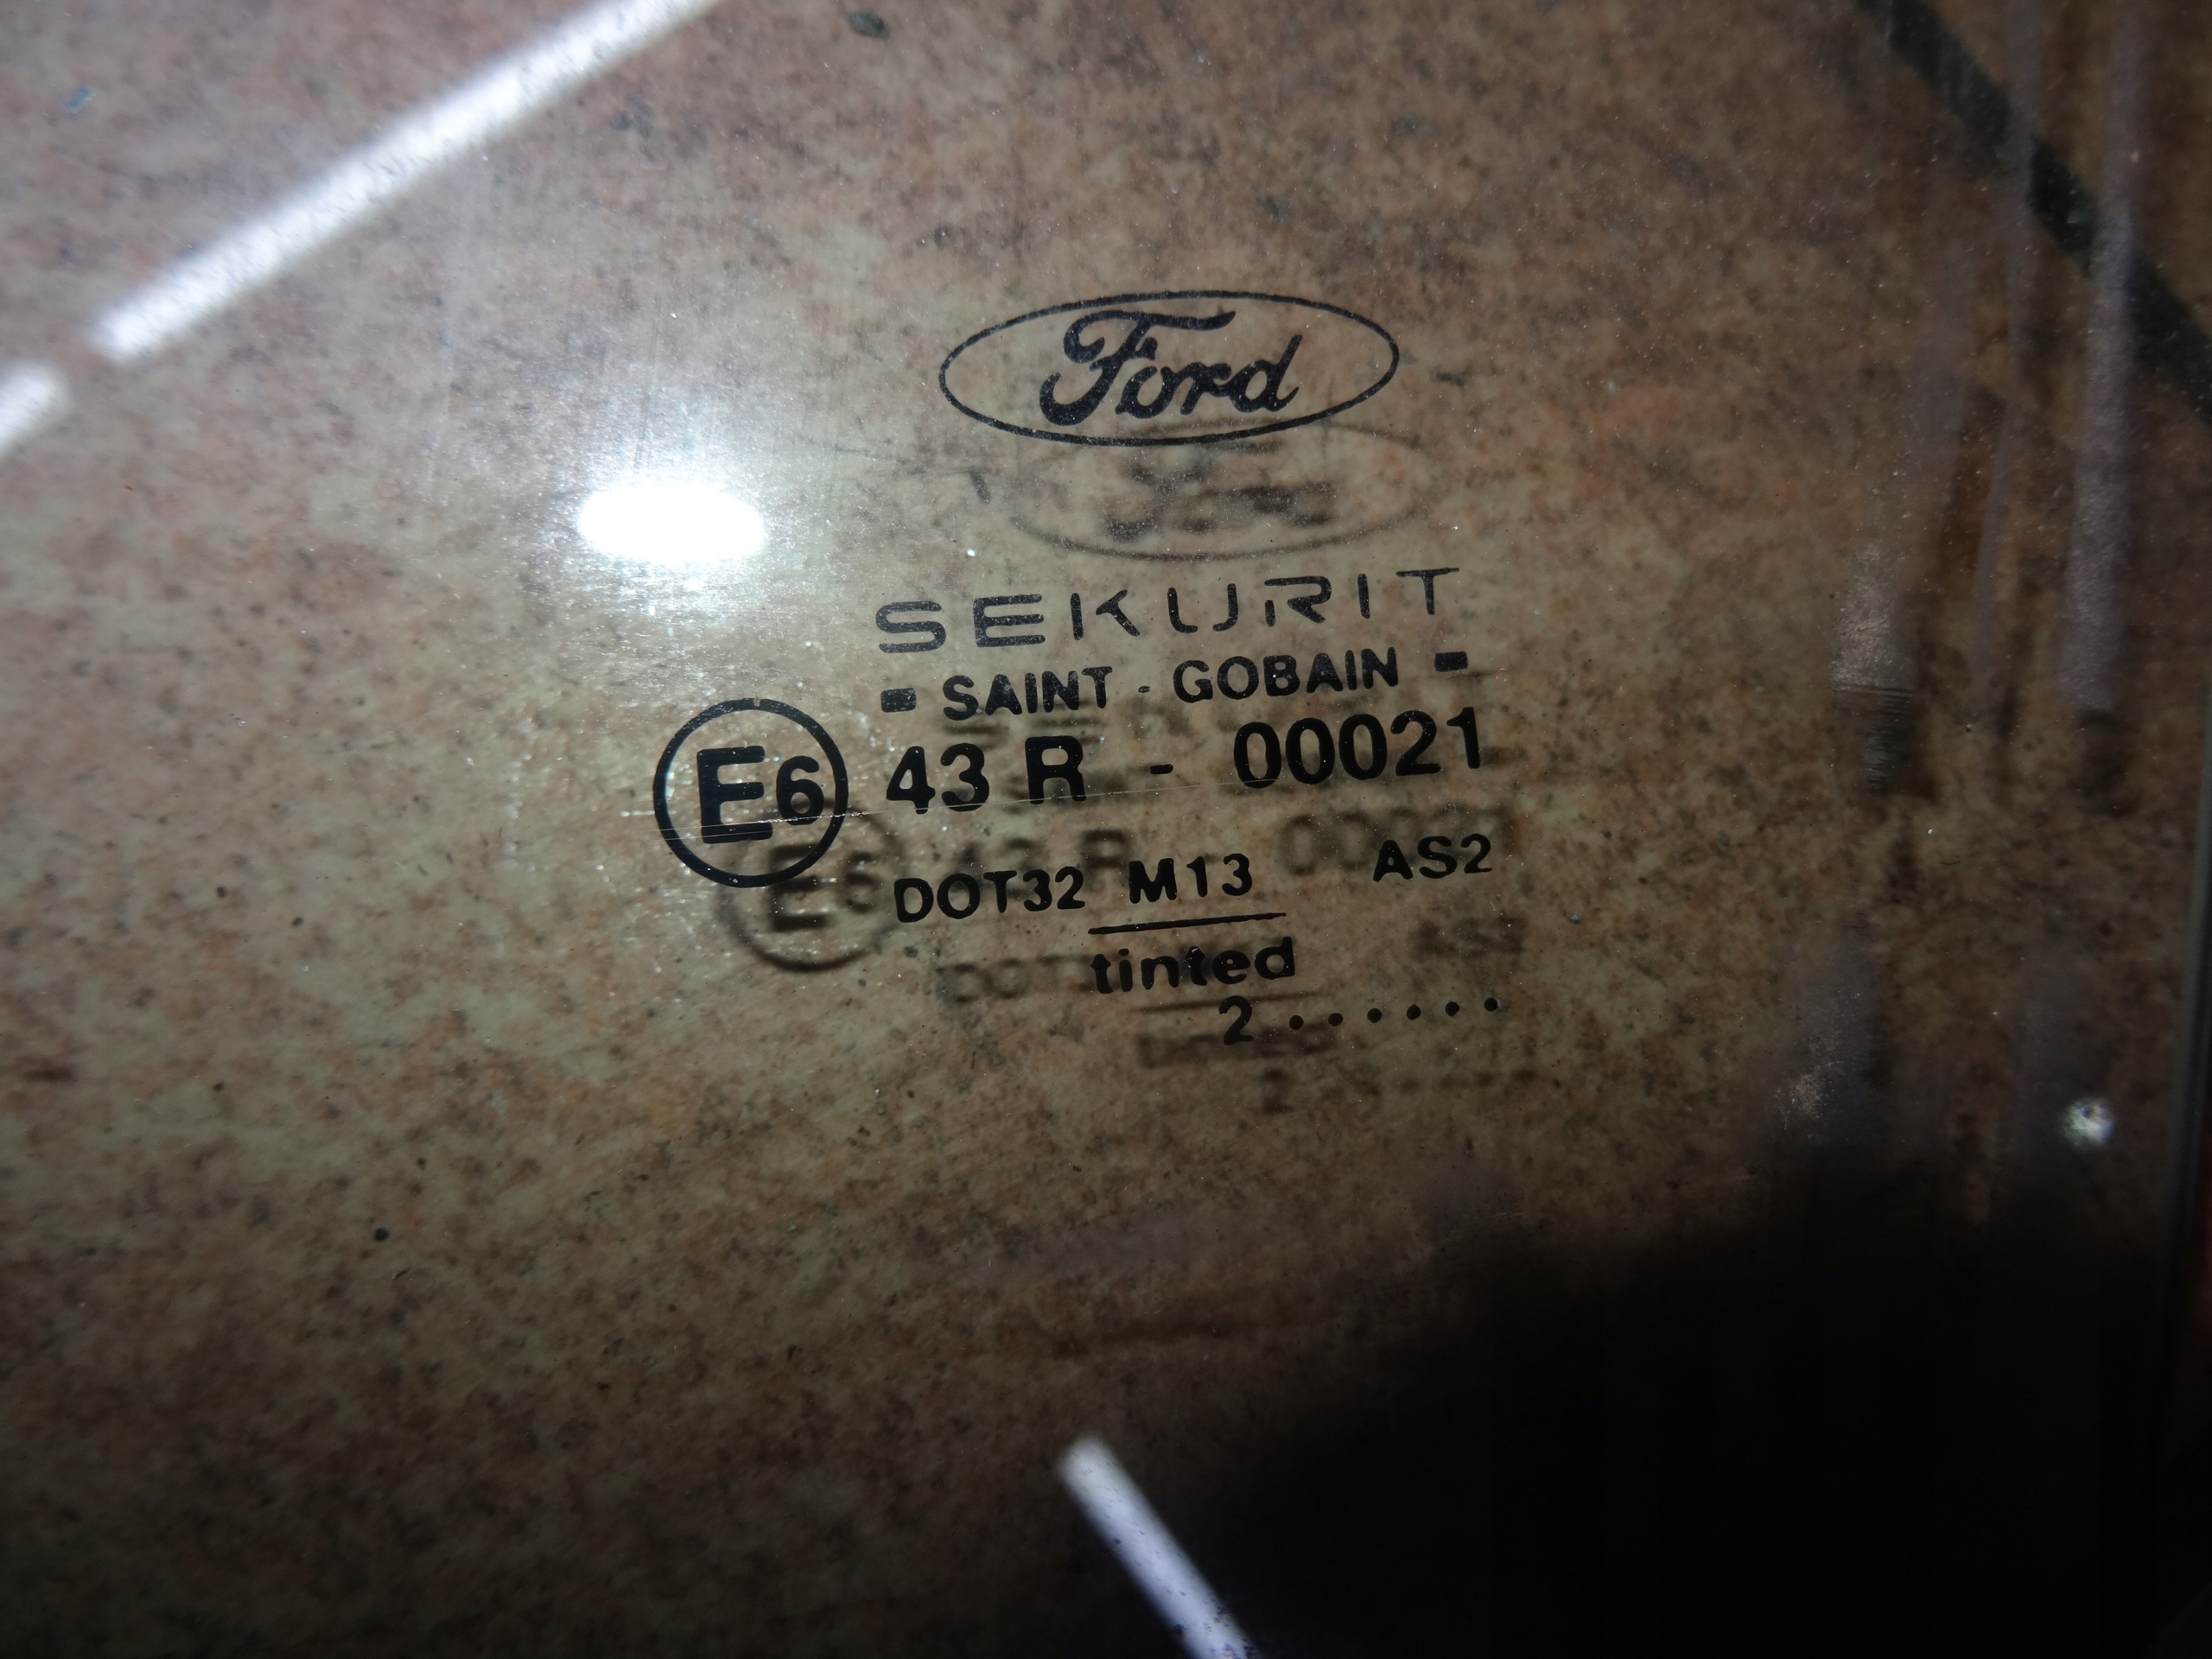 Ford
SEKURIT
SAINT - GOBAIN
E6 43 R - 00021
DOT32 M13 AS2
tinted
2 . . . . . .